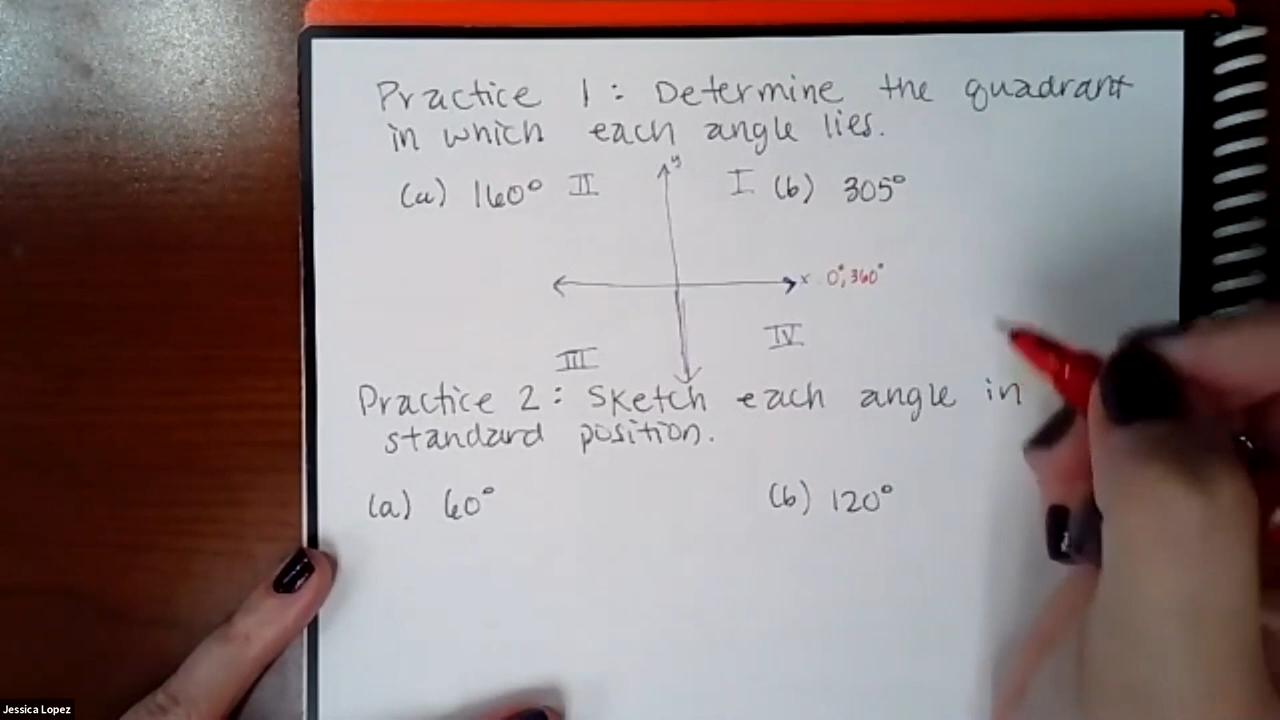 Practice 1: Determine the quadrant
in which each angle lies.
(a) 160° II y I (b) 305°
x 0°, 360°
III IV
Practice 2: Sketch each angle in
standard position.
(a) 60° (b) 120°
Jessica Lopez